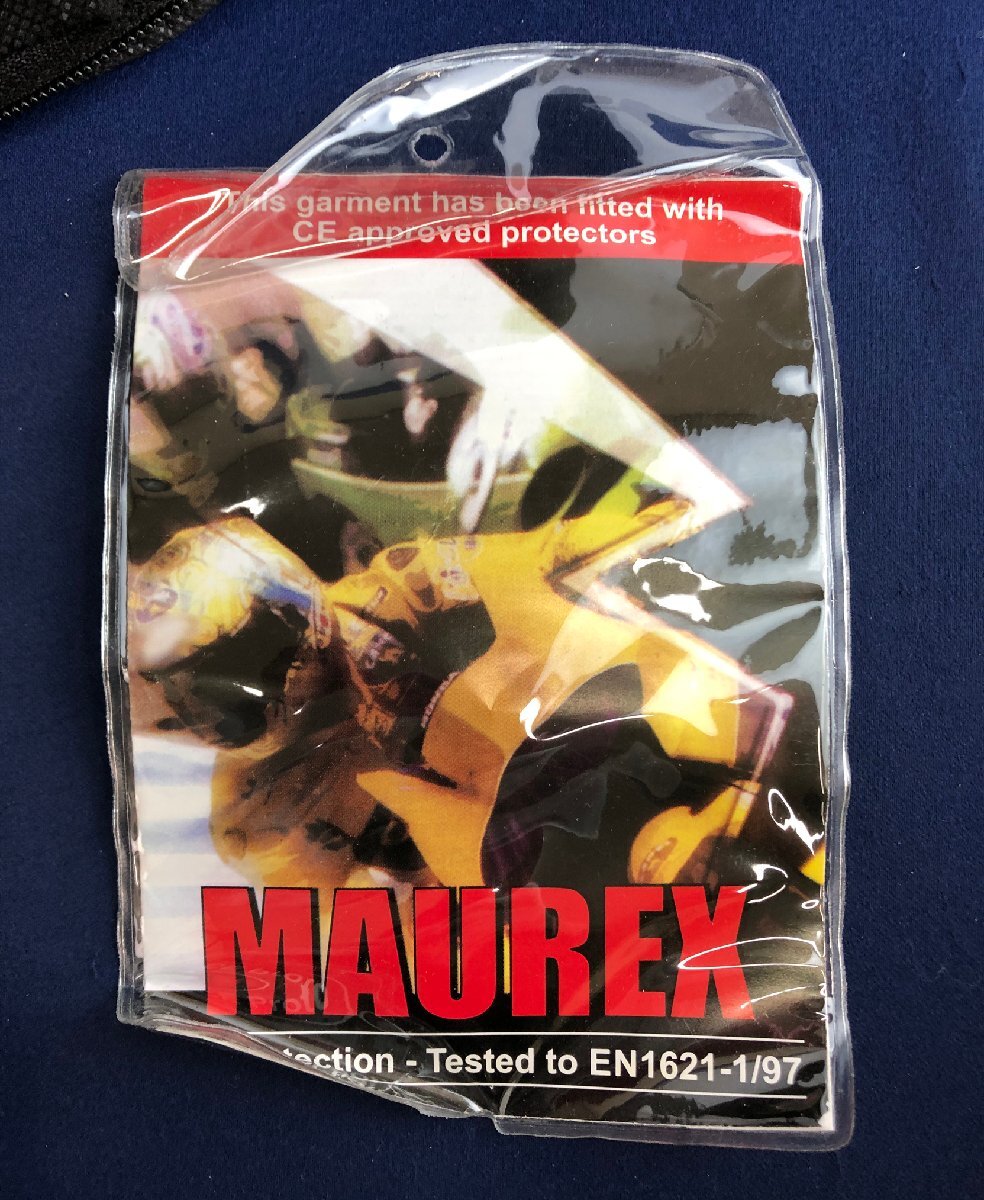 This garment has been fitted with
CE approved protectors
MAUREX
tection - Tested to EN1621-1/97